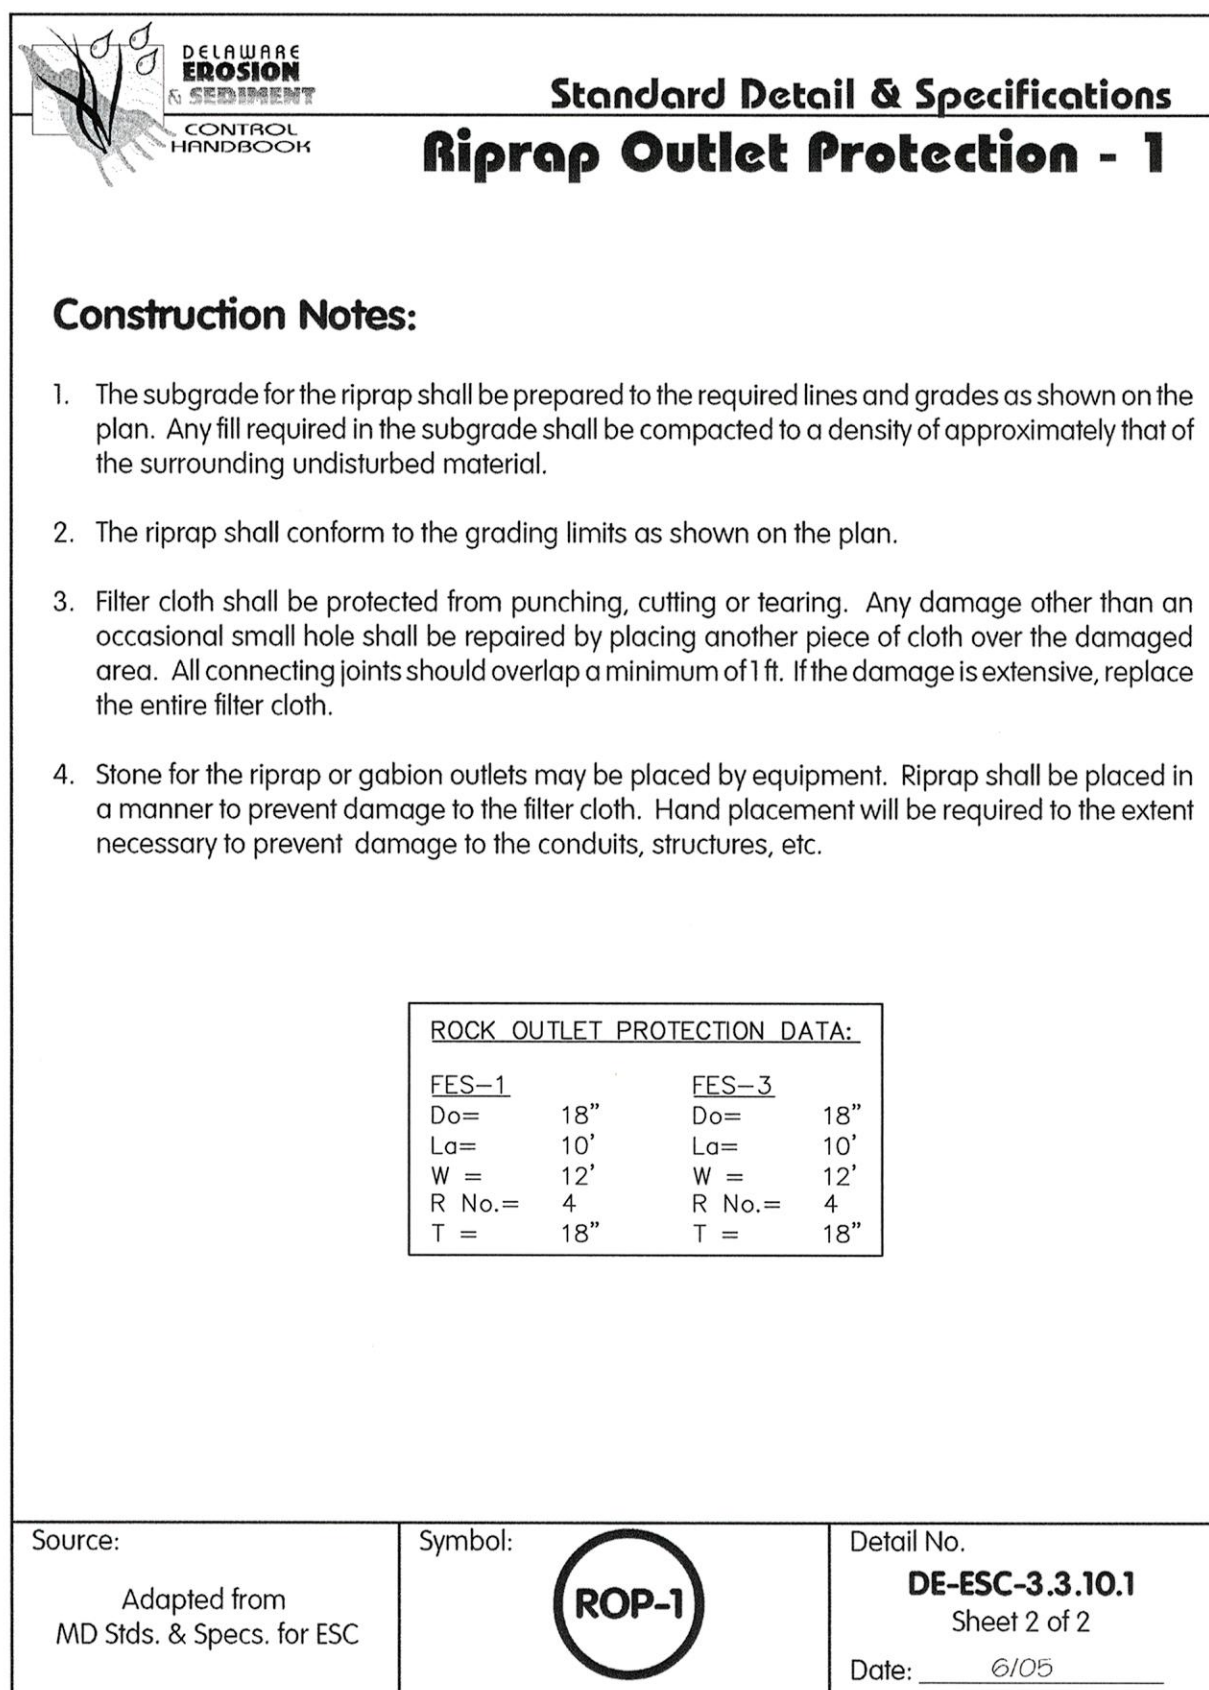 DELAWARE
EROSION
& SEDIMENT
CONTROL
HANDBOOK
Standard Detail & Specifications
Riprap Outlet Protection - 1
Construction Notes:
1. The subgrade for the riprap shall be prepared to the required lines and grades as shown on the
plan. Any fill required in the subgrade shall be compacted to a density of approximately that of
the surrounding undisturbed material.
2. The riprap shall conform to the grading limits as shown on the plan.
3. Filter cloth shall be protected from punching, cutting or tearing. Any damage other than an
occasional small hole shall be repaired by placing another piece of cloth over the damaged
area. All connecting joints should overlap a minimum of 1 ft. If the damage is extensive, replace
the entire filter cloth.
4. Stone for the riprap or gabion outlets may be placed by equipment. Riprap shall be placed in
a manner to prevent damage to the filter cloth. Hand placement will be required to the extent
necessary to prevent damage to the conduits, structures, etc.
ROCK OUTLET PROTECTION DATA:
FES-1 FES-3
Do= 18" Do= 18"
La= 10' La= 10'
W = 12' W = 12'
R No.= 4 R No.= 4
T = 18" T = 18"
Source:
Adapted from
MD Stds. & Specs. for ESC
Symbol:
ROP-1
Detail No.
DE-ESC-3.3.10.1
Sheet 2 of 2
Date: 6/05